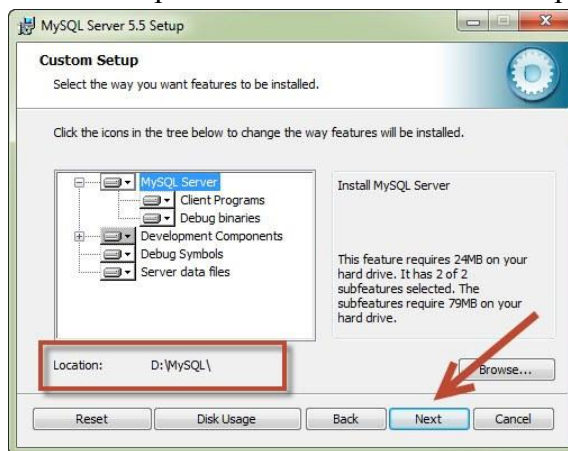 MySQL Server 5.5 Setup
Custom Setup
Select the way you want features to be installed.
Click the icons in the tree below to change the way features will be installed.
MySQL Server
Client Programs
Debug binaries
Development Components
Debug Symbols
Server data files
Install MySQL Server
This feature requires 24MB on your
hard drive. It has 2 of 2
subfeatures selected. The
subfeatures require 79MB on your
hard drive.
Location: D:\MySQL\
Browse...
Reset Disk Usage Back Next Cancel